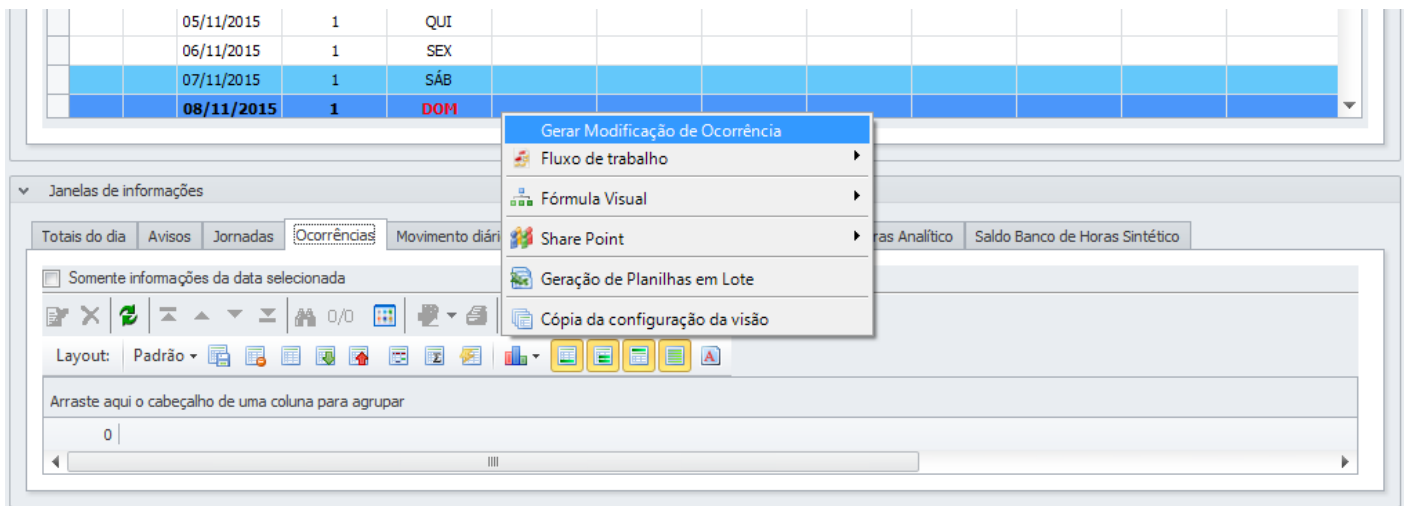 05/11/2015 1 QUI
06/11/2015 1 SEX
07/11/2015 1 SÁB
08/11/2015 1 DOM
Gerar Modificação de Ocorrência
Fluxo de trabalho
Fórmula Visual
Share Point
Geração de Planilhas em Lote
Cópia da configuração da visão
Janelas de informações
Totais do dia Avisos Jornadas Ocorrências Movimento diári ras Analítico Saldo Banco de Horas Sintético
Somente informações da data selecionada
0/0
Layout: Padrão
Arraste aqui o cabeçalho de uma coluna para agrupar
0